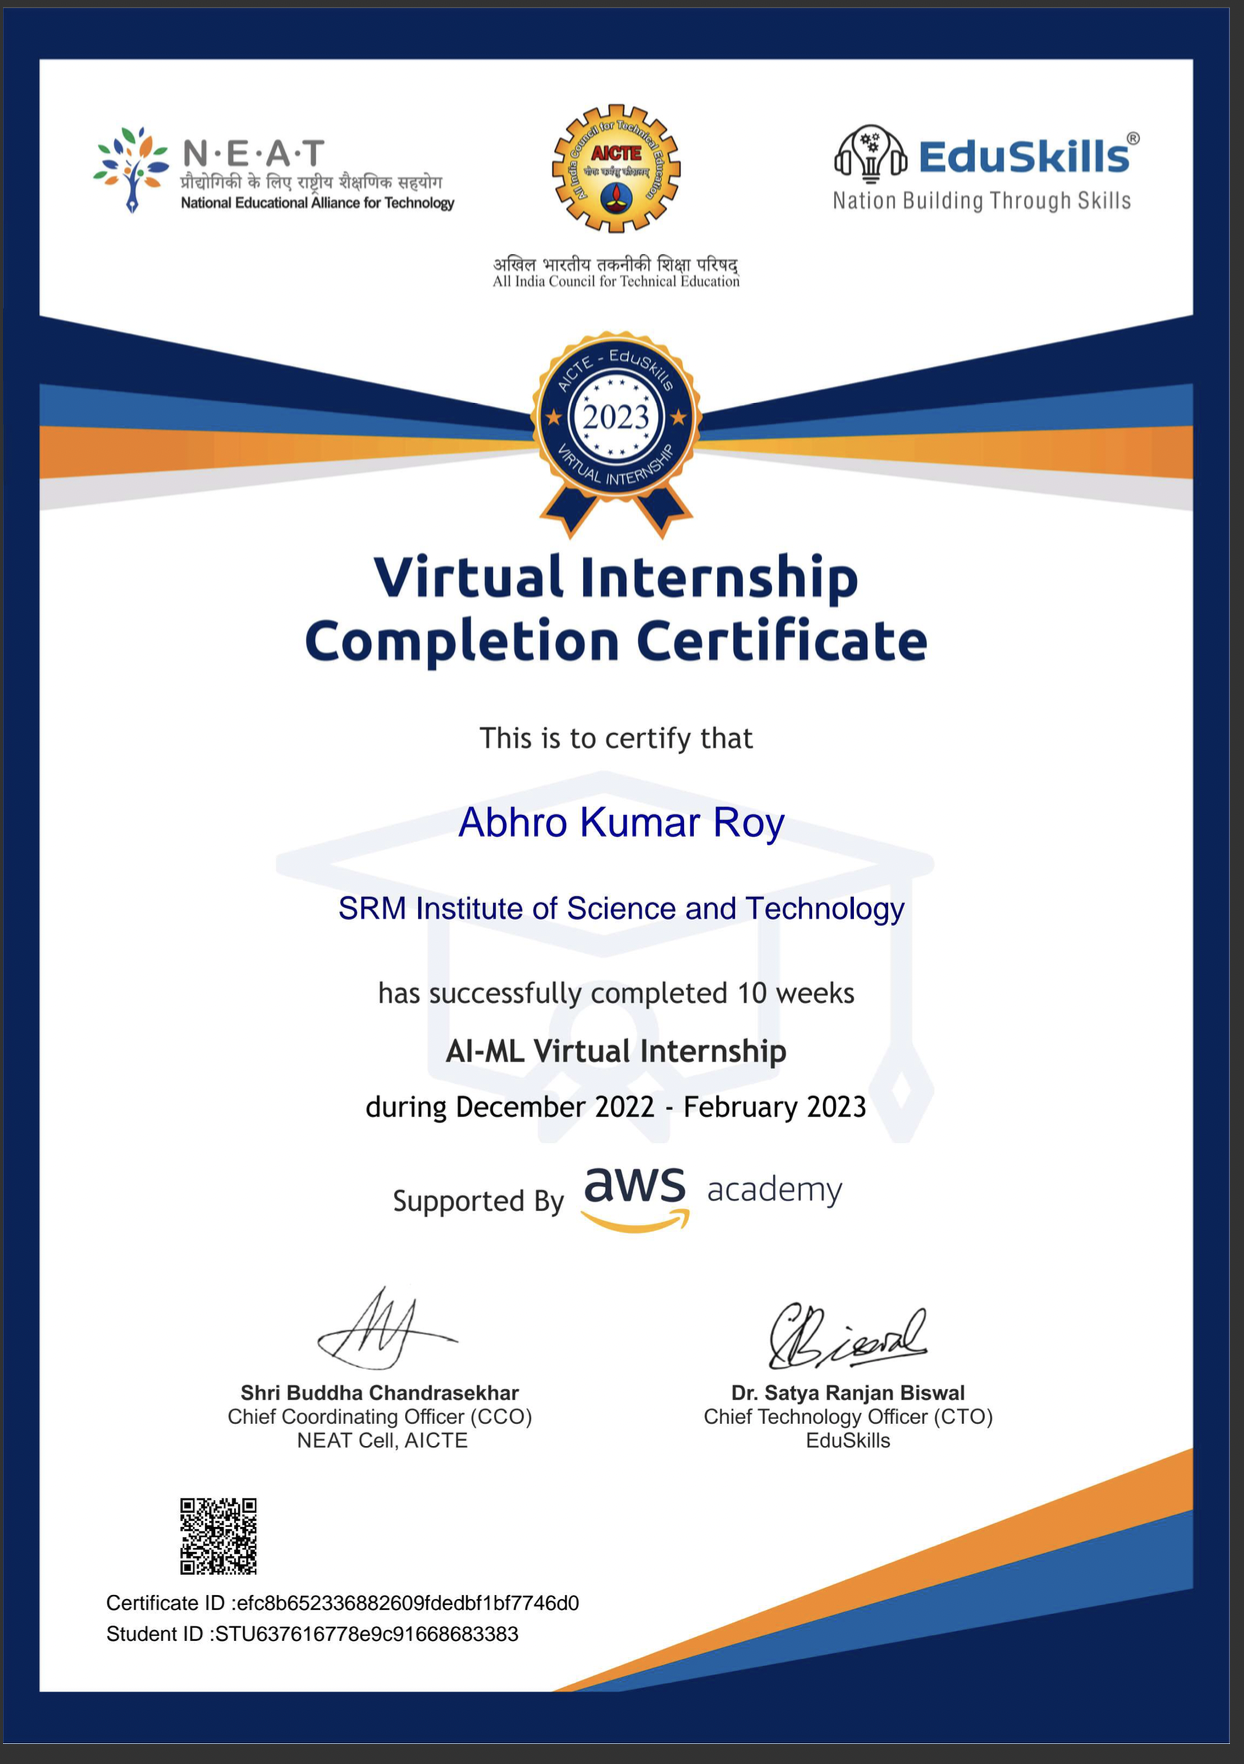 N·E·A·T
प्रौद्योगिकी के लिए राष्ट्रीय शैक्षणिक सहयोग
National Educational Alliance for Technology
All India Council for Technical Education
AICTE
EduSkills®
Nation Building Through Skills
अखिल भारतीय तकनीकी शिक्षा परिषद्
All India Council for Technical Education
AICTE - EduSkills
2023
VIRTUAL INTERNSHIP
Virtual Internship
Completion Certificate
This is to certify that
Abhro Kumar Roy
SRM Institute of Science and Technology
has successfully completed 10 weeks
AI-ML Virtual Internship
during December 2022 - February 2023
Supported By aws academy
Biswal
Shri Buddha Chandrasekhar
Chief Coordinating Officer (CCO)
NEAT Cell, AICTE
Dr. Satya Ranjan Biswal
Chief Technology Officer (CTO)
EduSkills
Certificate ID :efc8b652336882609fdedbf1bf7746d0
Student ID :STU637616778e9c91668683383